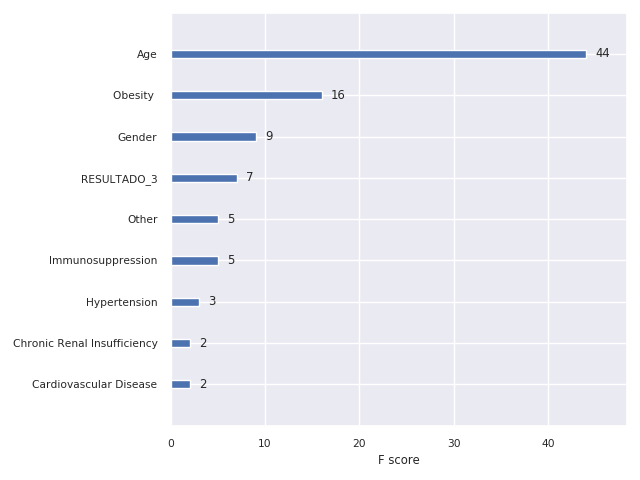 Age 44
Obesity 16
Gender 9
RESULTADO_3 7
Other 5
Immunosuppression 5
Hypertension 3
Chronic Renal Insufficiency 2
Cardiovascular Disease 2
0 10 20 30 40
F score